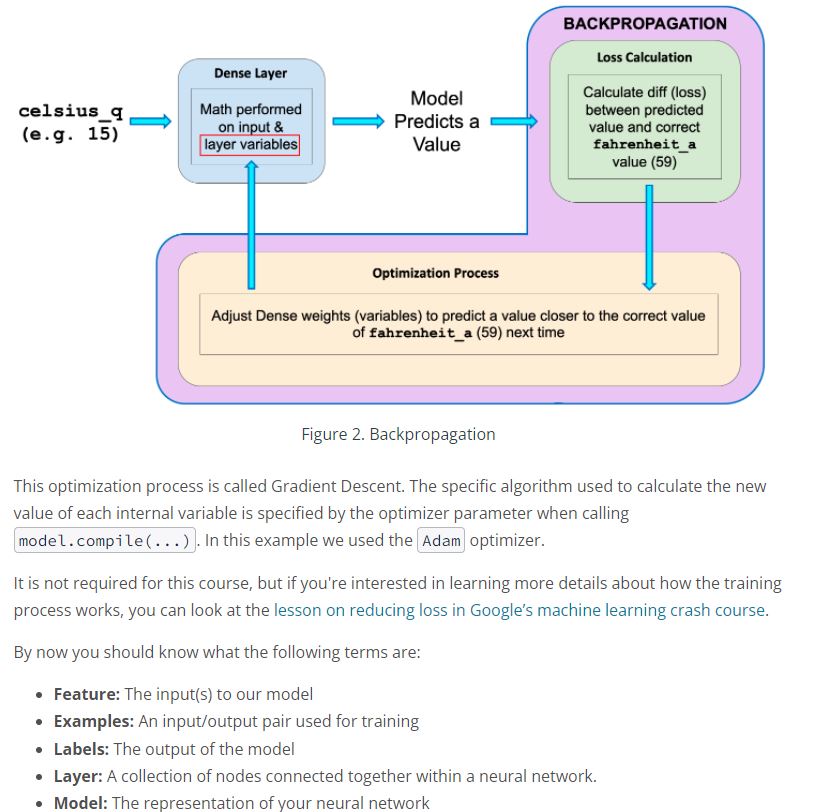 BACKPROPAGATION
Loss Calculation
Dense Layer
celsius_q
(e.g. 15)
Math performed
on input &
layer variables
Model
Predicts a
Value
Calculate diff (loss)
between predicted
value and correct
fahrenheit_a
value (59)
Optimization Process
Adjust Dense weights (variables) to predict a value closer to the correct value
of fahrenheit_a (59) next time
Figure 2. Backpropagation
This optimization process is called Gradient Descent. The specific algorithm used to calculate the new
value of each internal variable is specified by the optimizer parameter when calling
model.compile(...). In this example we used the Adam optimizer.
It is not required for this course, but if you're interested in learning more details about how the training
process works, you can look at the lesson on reducing loss in Google’s machine learning crash course.
By now you should know what the following terms are:
• Feature: The input(s) to our model
• Examples: An input/output pair used for training
• Labels: The output of the model
• Layer: A collection of nodes connected together within a neural network.
• Model: The representation of your neural network